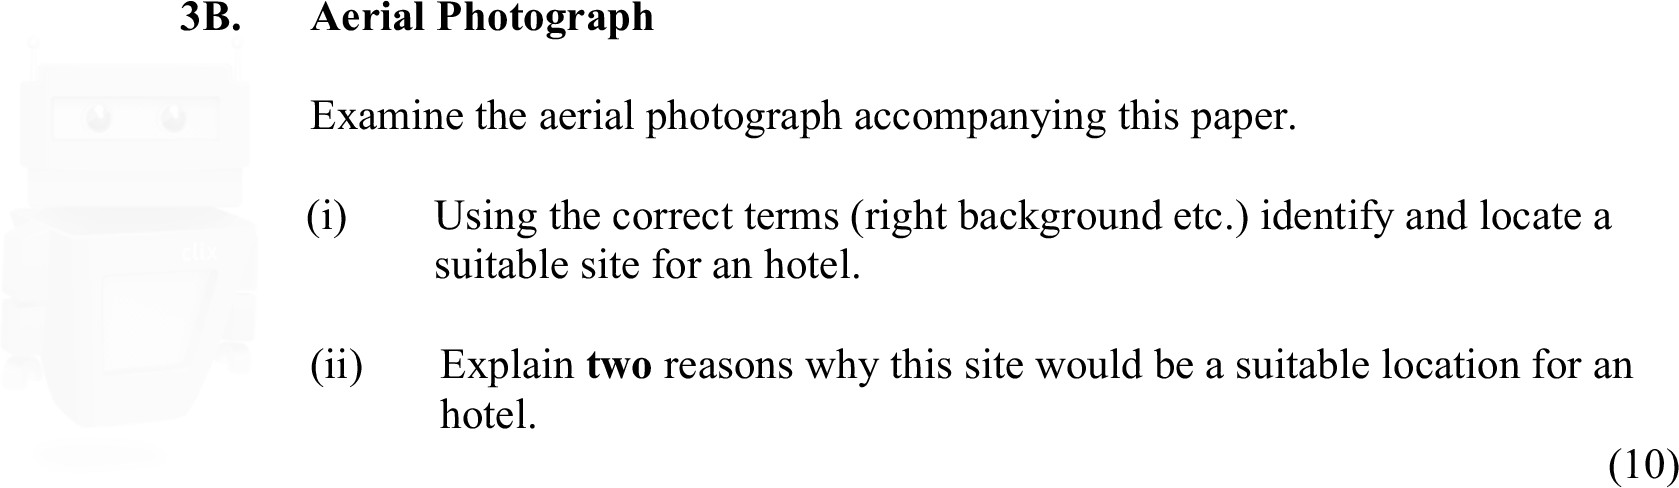 3B. Aerial Photograph
Examine the aerial photograph accompanying this paper.
(i) Using the correct terms (right background etc.) identify and locate a
suitable site for an hotel.
(ii) Explain two reasons why this site would be a suitable location for an
hotel.
(10)